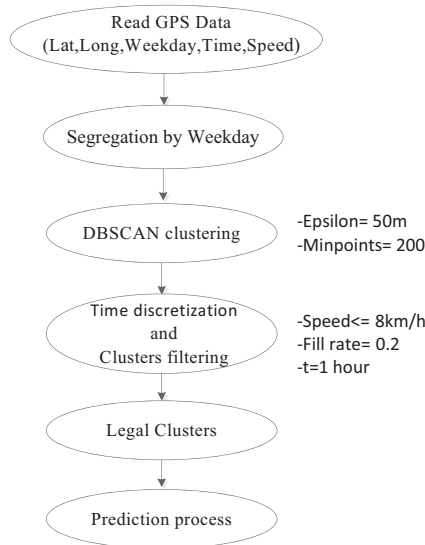 Read GPS Data
(Lat,Long,Weekday,Time,Speed)
Segregation by Weekday
DBSCAN clustering
-Epsilon= 50m
-Minpoints= 200
Time discretization
and
Clusters filtering
-Speed<= 8km/h
-Fill rate= 0.2
-t=1 hour
Legal Clusters
Prediction process